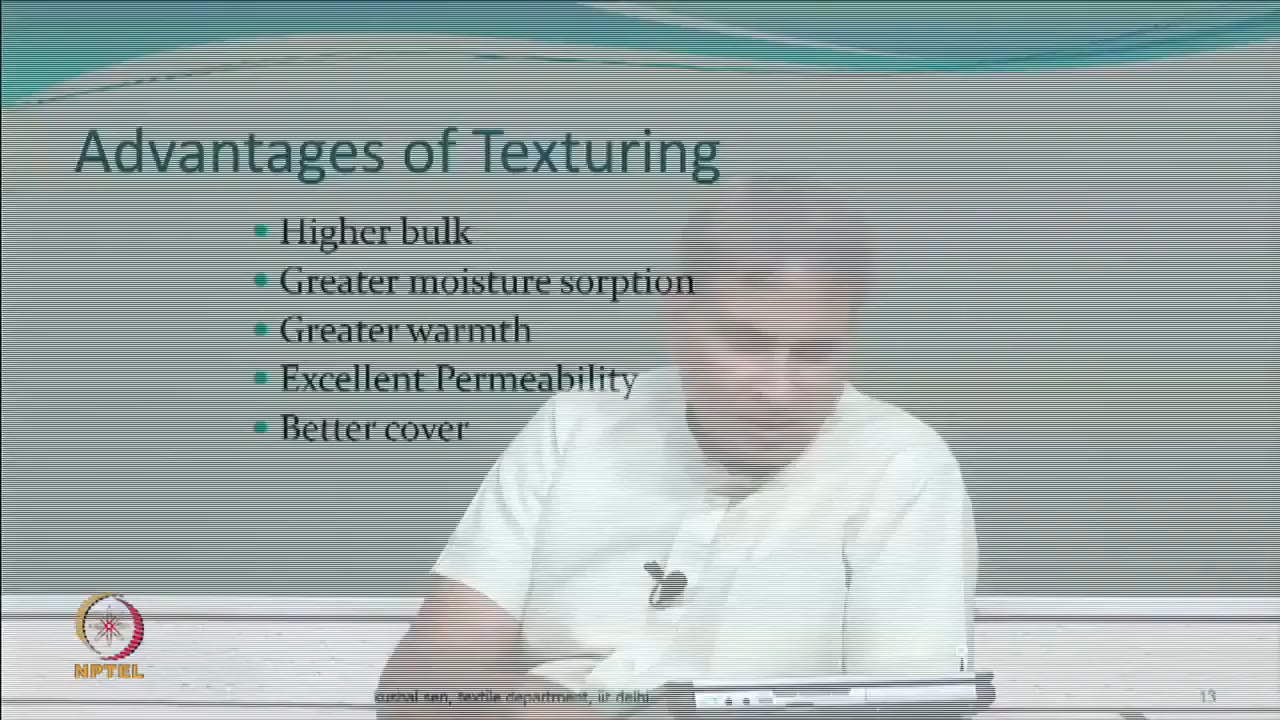 Advantages of Texturing
• Higher bulk
• Greater moisture sorption
• Greater warmth
• Excellent Permeability
• Better cover
NPTEL
sen, textile department, iit delhi
13